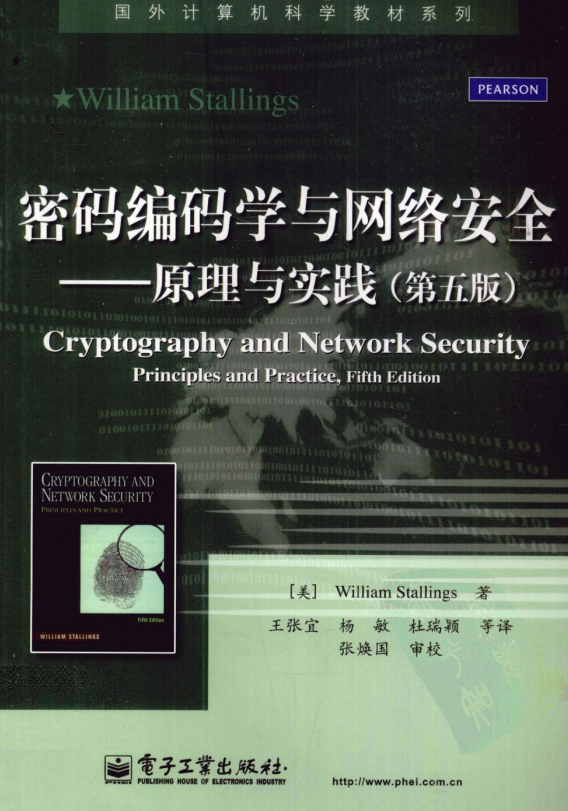 国外计算机科学教材系列
★William Stallings
PEARSON
密码编码学与网络安全
——原理与实践(第五版)
Cryptography and Network Security
Principles and Practice, Fifth Edition
CRYPTOGRAPHY AND
NETWORK SECURITY
PRINCIPLES AND PRACTICE
Fifth Edition
WILLIAM STALLINGS
[美] William Stallings 著
王张宜 杨 敏 杜瑞颖 等译
张焕国 审校
電子工業出版社.
PUBLISHING HOUSE OF ELECTRONICS INDUSTRY
http://www.phei.com.cn